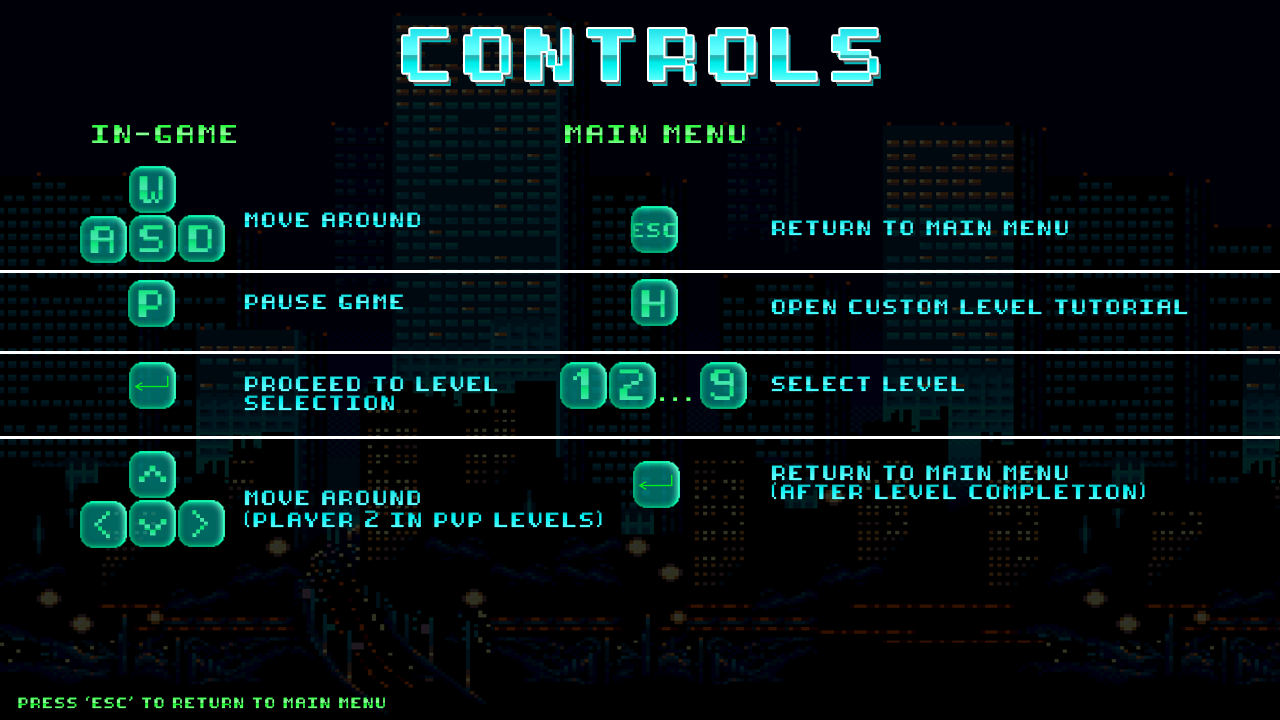 CONTROLS
IN-GAME
MAIN MENU
W
A S D
MOVE AROUND
ESC
RETURN TO MAIN MENU
P
PAUSE GAME
H
OPEN CUSTOM LEVEL TUTORIAL
PROCEED TO LEVEL
SELECTION
1 2 ... 9
SELECT LEVEL
MOVE AROUND
(PLAYER 2 IN PVP LEVELS)
RETURN TO MAIN MENU
(AFTER LEVEL COMPLETION)
PRESS 'ESC' TO RETURN TO MAIN MENU